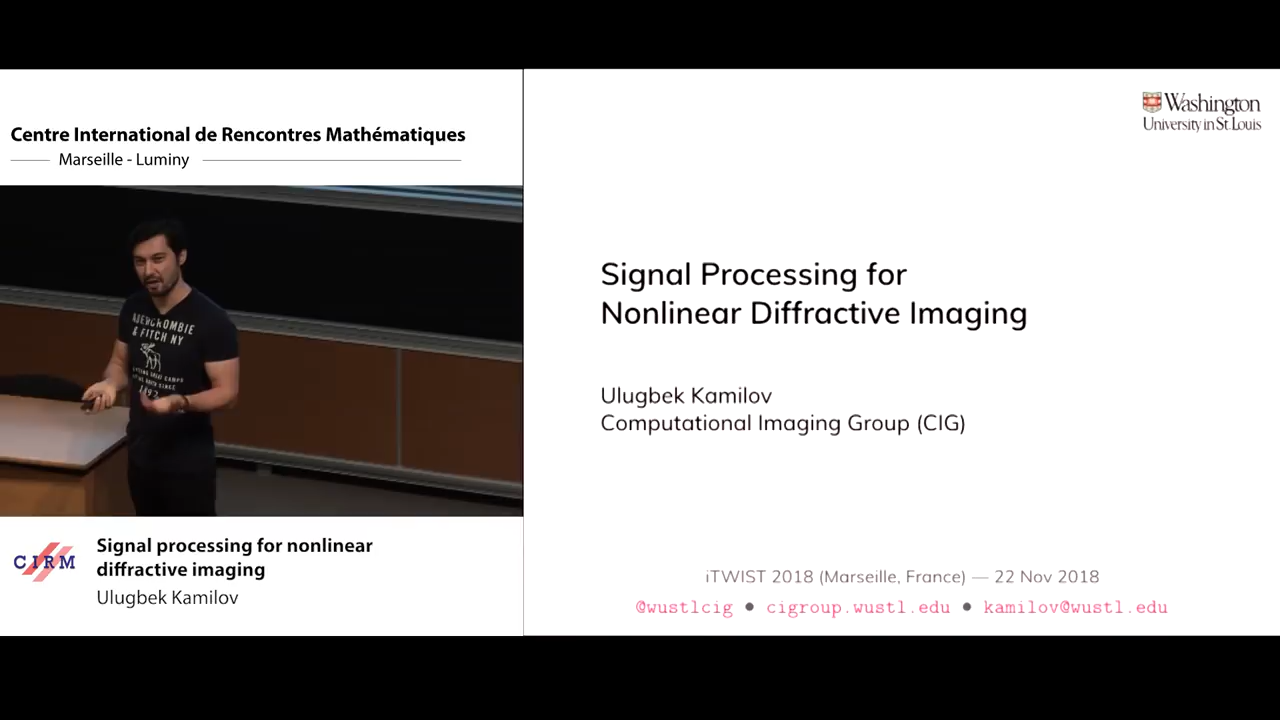 Centre International de Rencontres Mathématiques
Marseille - Luminy
ABERCROMBIE
& FITCH NY
1892
CIRM
Signal processing for nonlinear
diffractive imaging
Ulugbek Kamilov
Washington
University in St. Louis
Signal Processing for
Nonlinear Diffractive Imaging
Ulugbek Kamilov
Computational Imaging Group (CIG)
iTWIST 2018 (Marseille, France) — 22 Nov 2018
@wustlcig ● cigroup.wustl.edu ● kamilov@wustl.edu